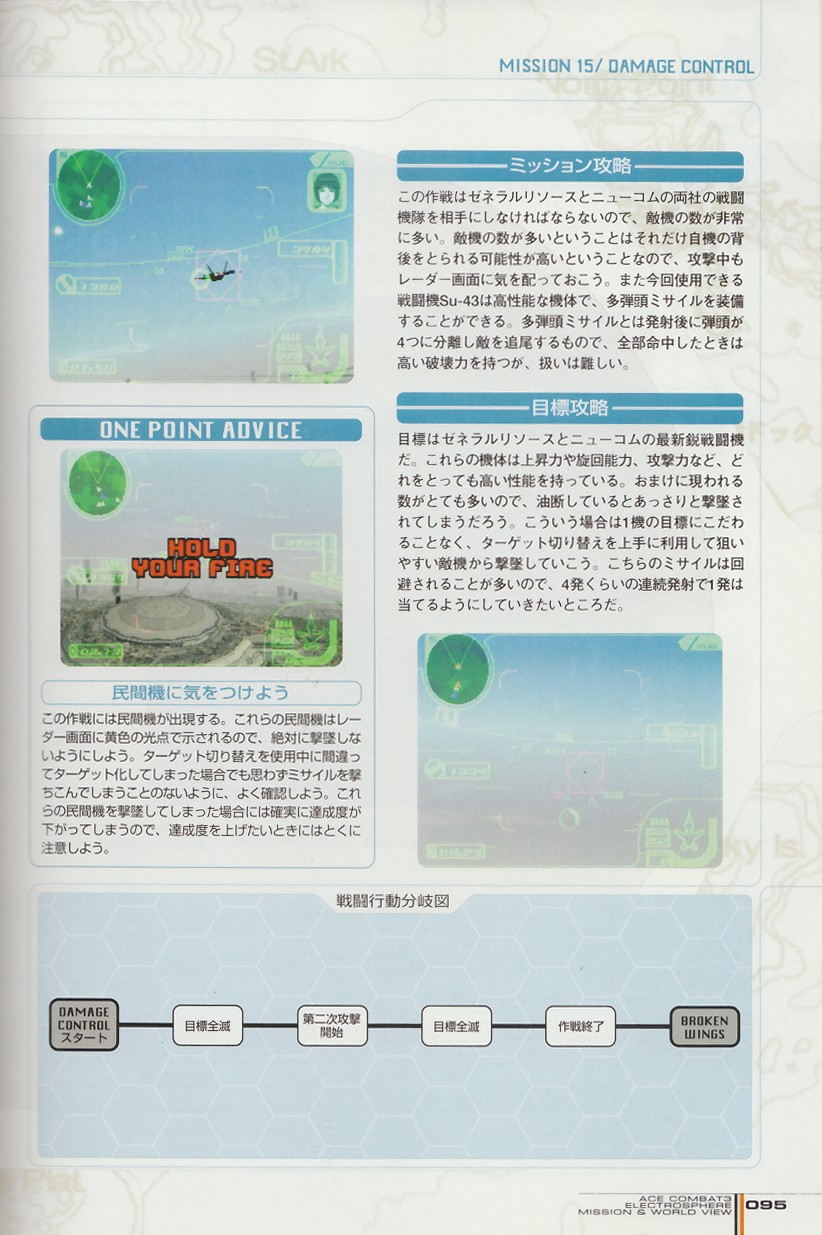 St.Ark
MISSION 15/ DAMAGE CONTROL
ミッション攻略
この作戦はゼネラルリソースとニューコムの両社の戦闘
機隊を相手にしなければならないので、敵機の数が非常
に多い。敵機の数が多いということはそれだけ自機の背
後をとられる可能性が高いということなので、攻撃中も
レーダー画面に気を配っておこう。また今回使用できる
戦闘機Su-43は高性能な機体で、多弾頭ミサイルを装備
することができる。多弾頭ミサイルとは発射後に弾頭が
4つに分離し敵を追尾するもので、全部命中したときは
高い破壊力を持つが、扱いは難しい。
目標攻略
目標はゼネラルリソースとニューコムの最新鋭戦闘機
だ。これらの機体は上昇力や旋回能力、攻撃力など、ど
れをとっても高い性能を持っている。おまけに現われる
数がとても多いので、油断しているとあっさりと撃墜さ
れてしまうだろう。こういう場合は1機の目標にこだわ
ることなく、ターゲット切り替えを上手に利用して狙い
やすい敵機から撃墜していこう。こちらのミサイルは回
避されることが多いので、4発くらいの連続発射で1発は
当てるようにしていきたいところだ。
ONE POINT ADVICE
HOLD
YOUR FIRE
民間機に気をつけよう
この作戦には民間機が出現する。これらの民間機はレー
ダー画面に黄色の光点で示されるので、絶対に撃墜しな
いようにしよう。ターゲット切り替えを使用中に間違っ
てターゲット化してしまった場合でも思わずミサイルを撃
ちこんでしまうことのないように、よく確認しよう。これ
らの民間機を撃墜してしまった場合には確実に達成度が
下がってしまうので、達成度を上げたいときにはとくに
注意しよう。
戦闘行動分岐図
DAMAGE
CONTROL
スタート
目標全滅
第二次攻撃
開始
目標全滅
作戦終了
BROKEN
WINGS
ACE COMBAT3
ELECTROSPHERE
MISSION & WORLD VIEW
095